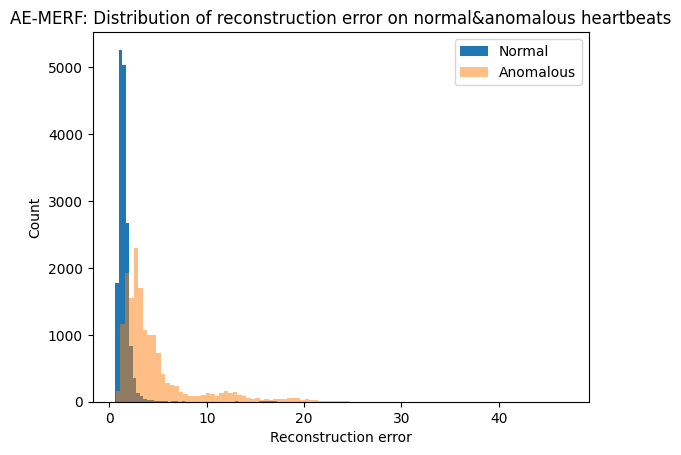 AE-MERF: Distribution of reconstruction error on normal&anomalous heartbeats
Normal
Anomalous
Count
5000
4000
3000
2000
1000
0
0 10 20 30 40
Reconstruction error